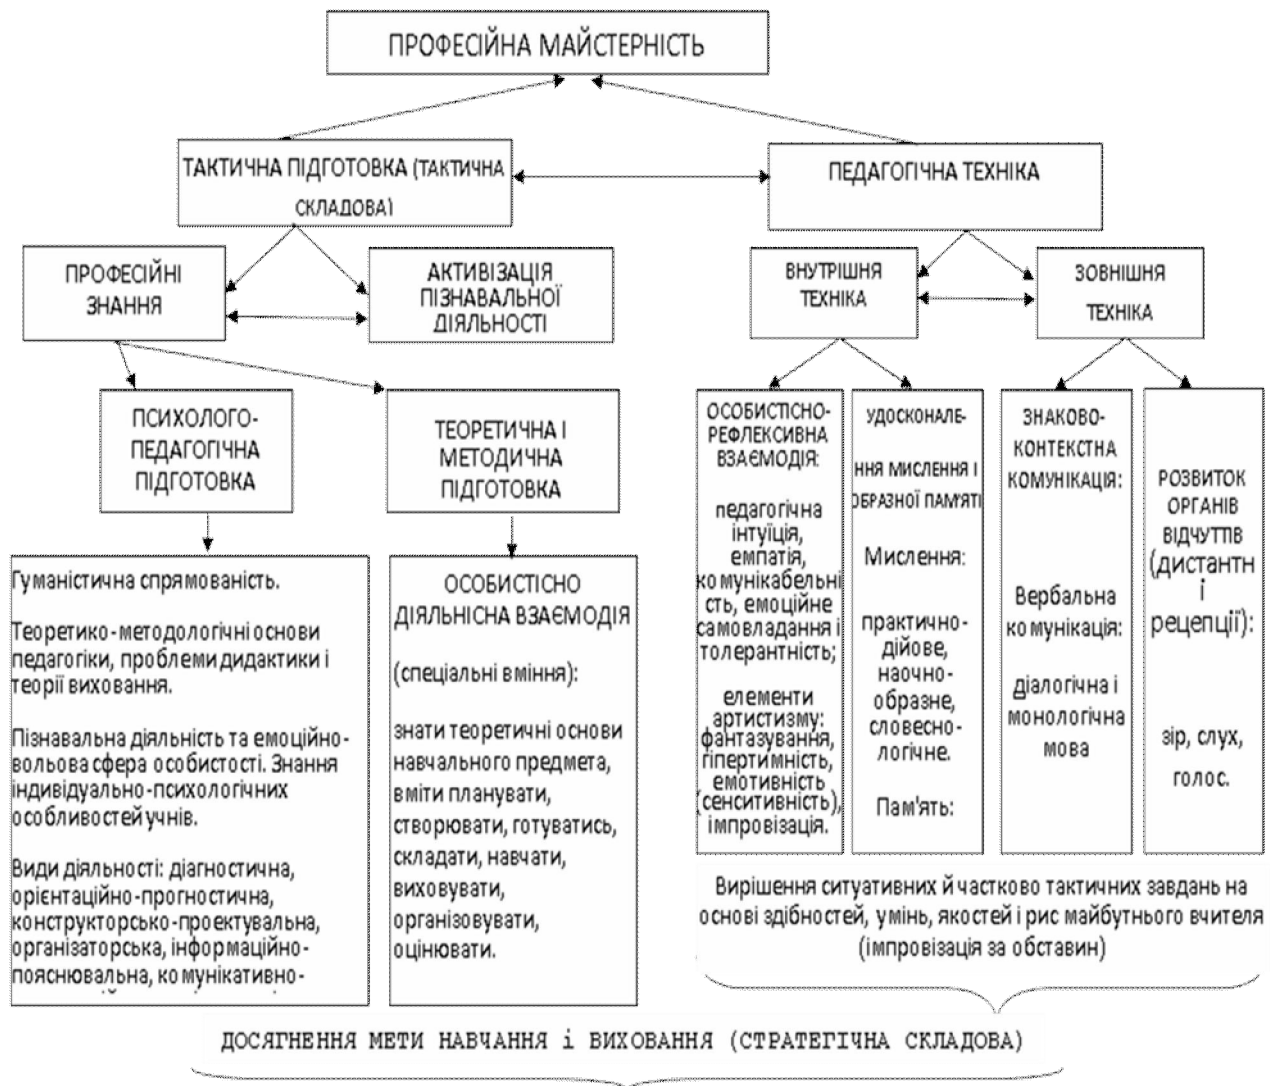 ПРОФЕСІЙНА МАЙСТЕРНІСТЬ
ТАКТИЧНА ПІДГОТОВКА (ТАКТИЧНА
СКЛАДОВА)
ПЕДАГОГІЧНА ТЕХНІКА
ПРОФЕСІЙНІ
ЗНАННЯ
АКТИВІЗАЦІЯ
ПІЗНАВАЛЬНОЇ
ДІЯЛЬНОСТІ
ВНУТРІШНЯ
ТЕХНІКА
ЗОВНІШНЯ
ТЕХНІКА
ПСИХОЛОГО-
ПЕДАГОГІЧНА
ПІДГОТОВКА
ТЕОРЕТИЧНА І
МЕТОДИЧНА
ПІДГОТОВКА
Гуманістична спрямованість.
Теоретико-методологічні основи
педагогіки, проблеми дидактики і
теорії виховання.
Пізнавальна діяльність та емоційно-
вольова сфера особистості. Знання
індивідуально-психологічних
особливостей учнів.
Види діяльності: діагностична,
орієнтаційно-прогностична,
конструкторсько-проектувальна,
організаторська, інформаційно-
пояснювальна, комунікативно-
ОСОБИСТІСНО
ДІЯЛЬНІСНА ВЗАЄМОДІЯ
(спеціальні вміння):
знати теоретичні основи
навчального предмета,
вміти планувати,
створювати, готуватись,
складати, навчати,
виховувати,
організовувати,
оцінювати.
ОСОБИСТІСНО-
РЕФЛЕКСИВНА
ВЗАЄМОДІЯ:
педагогічна
інтуїція,
емпатія,
комунікабельні
сть, емоційне
самовладання і
толерантність;
елементи
артистизму:
фантазування,
гіпертимність,
емотивність
(сенситивність),
імпровізація.
УДОСКОНАЛЕ-
ННЯ МИСЛЕННЯ І
ОБРАЗНОЇ ПАМ'ЯТІ
Мислення:
практично-
дійове,
наочно-
образне,
словесно-
логічне.
Пам'ять:
ЗНАКОВО-
КОНТЕКСТНА
КОМУНІКАЦІЯ:
Вербальна
комунікація:
діалогічна і
монологічна
мова
РОЗВИТОК
ОРГАНІВ
ВІДЧУТТІВ
(дистантн
і
рецепції):
зір, слух,
голос.
Вирішення ситуативних й частково тактичних завдань на
основі здібностей, умінь, якостей і рис майбутнього вчителя
(імпровізація за обставин)
ДОСЯГНЕННЯ МЕТИ НАВЧАННЯ і ВИХОВАННЯ (СТРАТЕГІЧНА СКЛАДОВА)